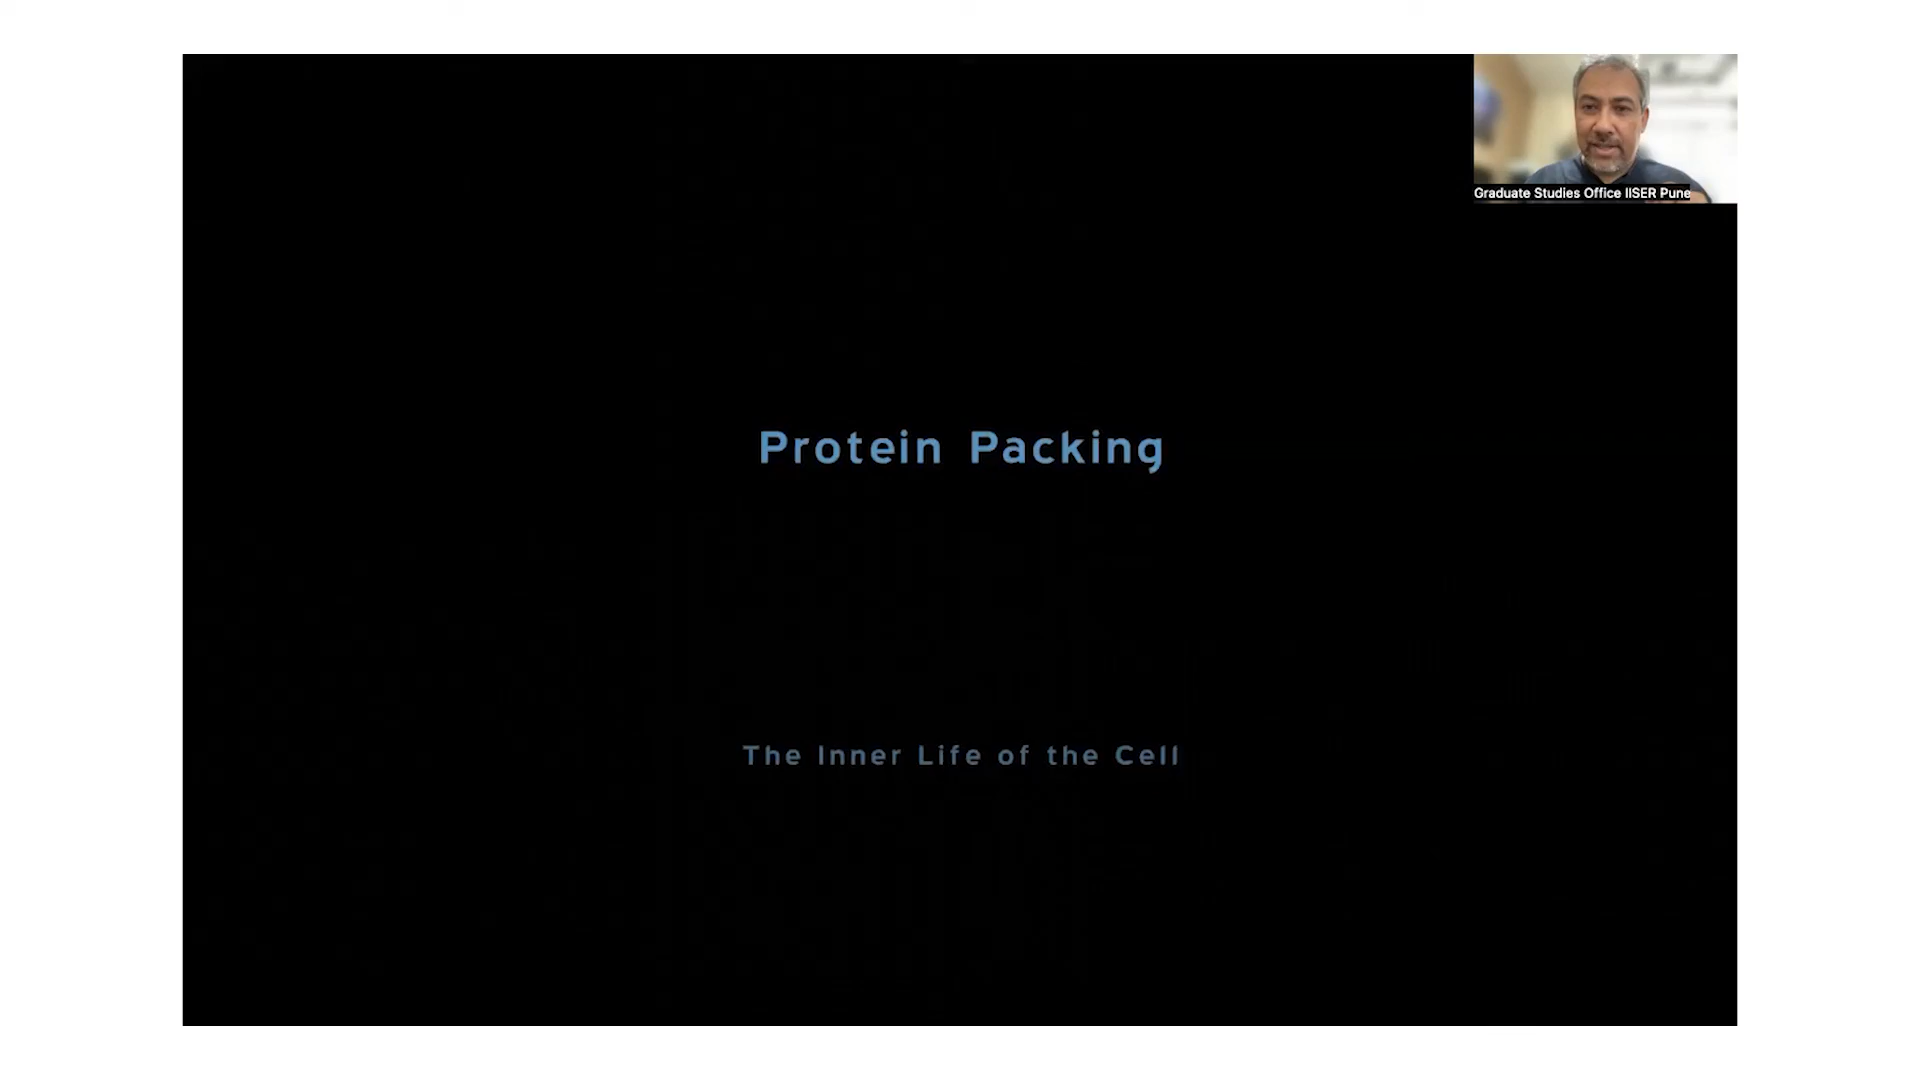 Graduate Studies Office IISER Pune
Protein Packing
The Inner Life of the Cell